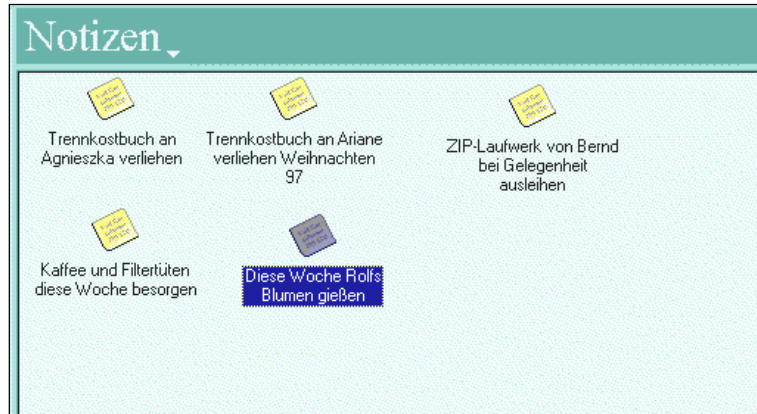 Notizen
Trennkostbuch an
Agnieszka verliehen
Trennkostbuch an Ariane
verliehen Weihnachten
97
ZIP-Laufwerk von Bernd
bei Gelegenheit
ausleihen
Kaffee und Filtertüten
diese Woche besorgen
Diese Woche Rolfs
Blumen gießen